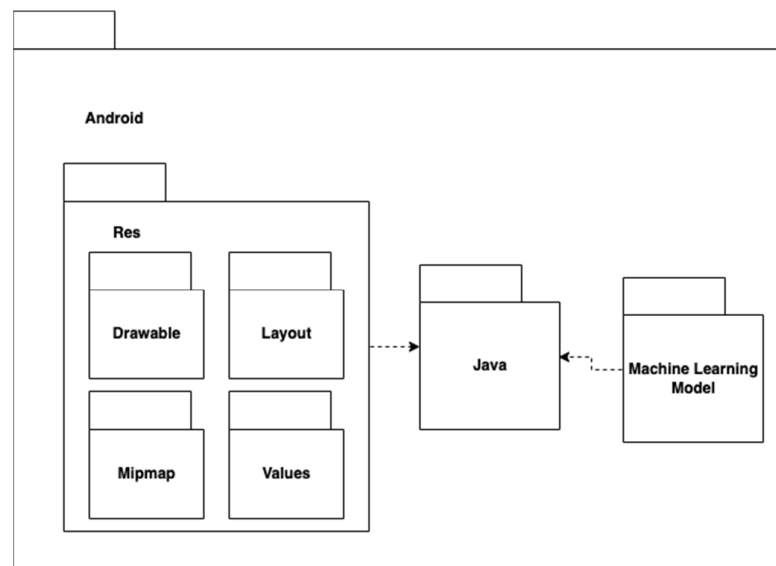 Android
Res
Drawable
Layout
Java
Machine Learning
Model
Mipmap
Values